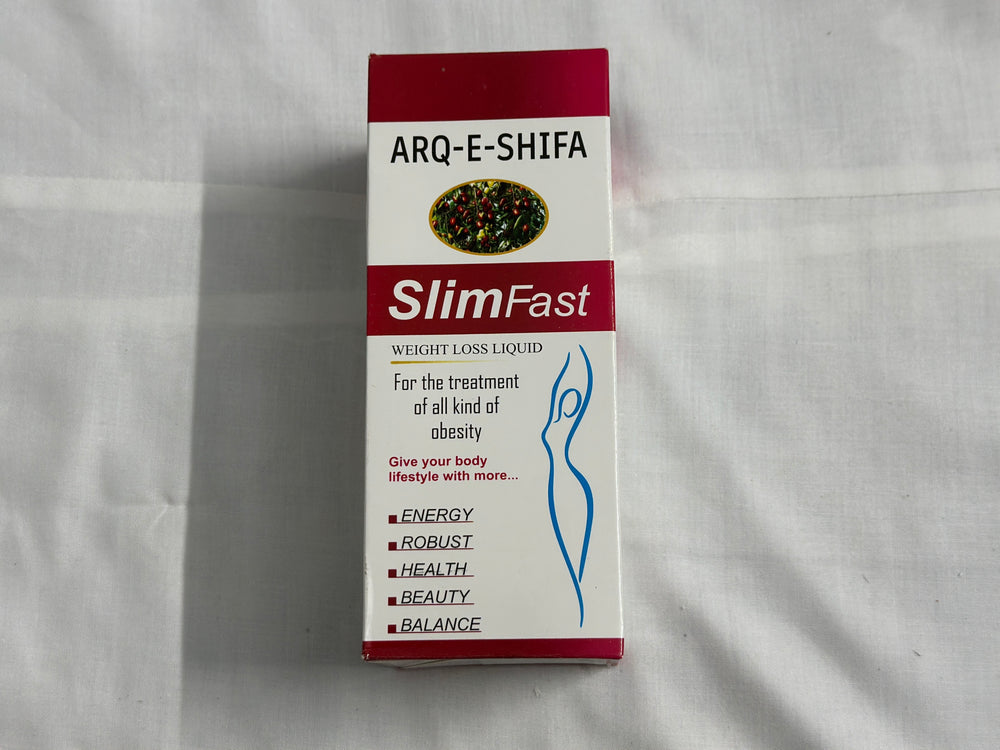 ARQ-E-SHIFA
SlimFast
WEIGHT LOSS LIQUID
For the treatment
of all kind of
obesity
Give your body
lifestyle with more...
ENERGY
ROBUST
HEALTH
BEAUTY
BALANCE